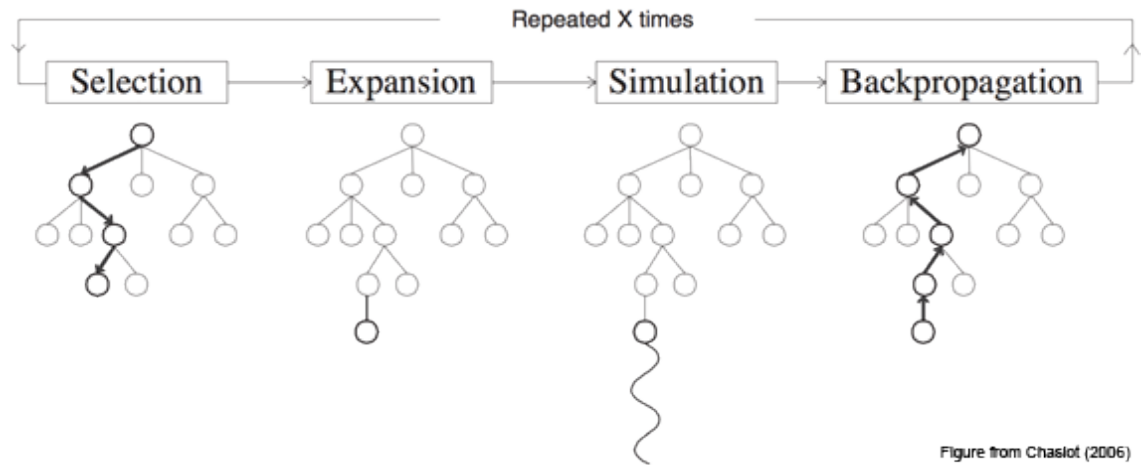 Repeated X times
Selection
Expansion
Simulation
Backpropagation
Figure from Chaslot (2006)